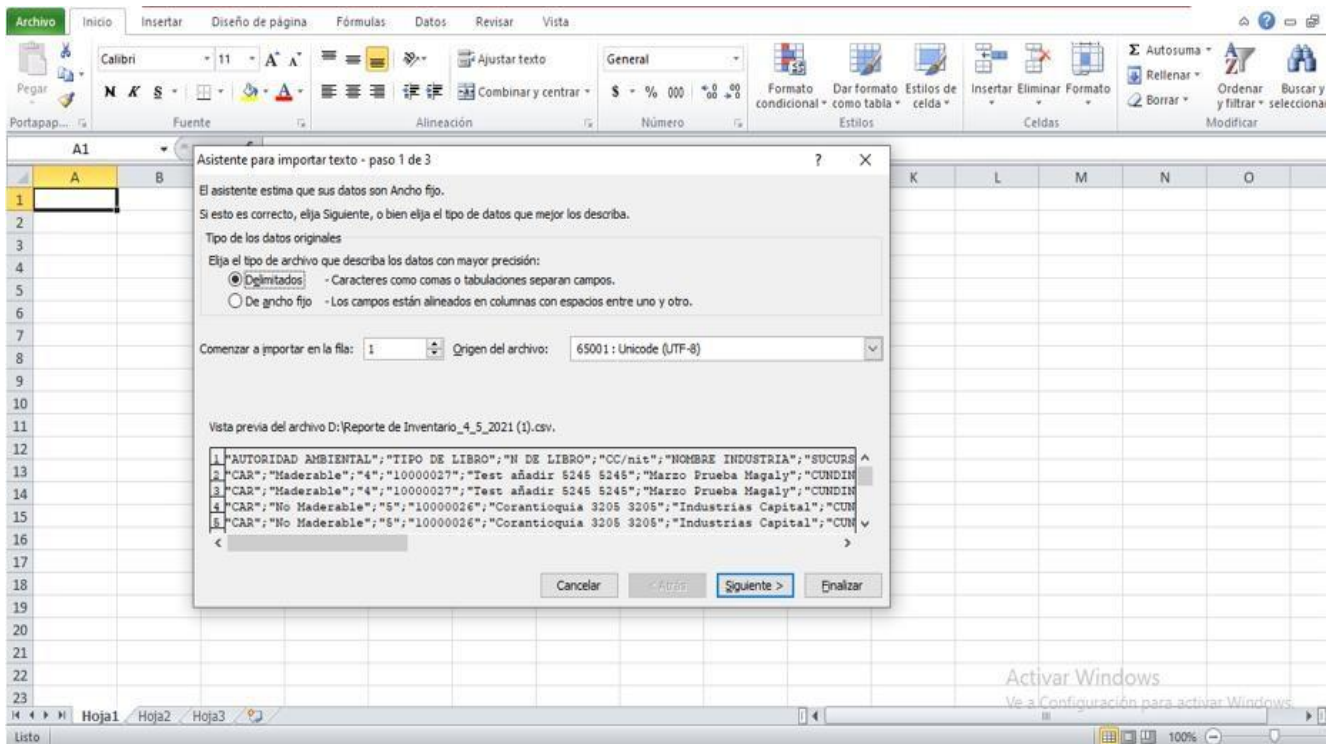 Archivo Inicio Insertar Diseño de página Fórmulas Datos Revisar Vista
Pegar
Calibri 11 A A
N K S A
Ajustar texto
Combinar y centrar
General
$ % 000
Formato condicional
Dar formato como tabla
Estilos de celda
Insertar Eliminar Formato
Σ Autosuma
Rellenar
Borrar
Ordenar y filtrar
Buscar y
Portapap... Fuente Alineación Número Estilos Celdas Modificar
A1
A B K L M N O
Asistente para importar texto - paso 1 de 3 ? X
El asistente estima que sus datos son Ancho fijo.
Si esto es correcto, elija Siguiente, o bien elija el tipo de datos que mejor los describa.
Tipo de los datos originales
Elija el tipo de archivo que describa los datos con mayor precisión:
Delimitados - Caracteres como comas o tabulaciones separan campos.
De ancho fijo - Los campos están alineados en columnas con espacios entre uno y otro.
Comenzar a importar en la fila: 1 Origen del archivo: 65001 : Unicode (UTF-8)
Vista previa del archivo D:\Reporte de Inventario_4_5_2021 (1).csv.
1 "AUTORIDAD AMBIENTAL";"TIPO DE LIBRO";"N DE LIBRO";"CC/nit";"NOMBRE INDUSTRIA";"SUCURS
2 "CAR";"Maderable";"4";"10000027";"Test añadir 5245 5245";"Marzo Prueba Magaly";"CUNDIN
3 "CAR";"Maderable";"4";"10000027";"Test añadir 5245 5245";"Marzo Prueba Magaly";"CUNDIN
4 "CAR";"No Maderable";"5";"10000026";"Corantioquia 3205 3205";"Industrias Capital";"CUN
5 "CAR";"No Maderable";"5";"10000026";"Corantioquia 3205 3205";"Industrias Capital";"CUN
Cancelar < Atrás Siguiente > Finalizar
1
2
3
4
5
6
7
8
9
10
11
12
13
14
15
16
17
18
19
20
21
22
23
Activar Windows
Ve a Configuración para activar Windows.
Hoja1 Hoja2 Hoja3
Listo 100%